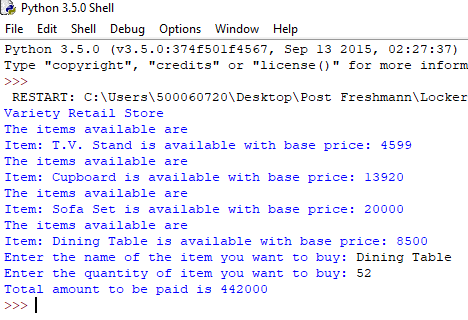 Python 3.5.0 Shell
File Edit Shell Debug Options Window Help
Python 3.5.0 (v3.5.0:374f501f4567, Sep 13 2015, 02:27:37)
Type "copyright", "credits" or "license()" for more inform
>>>
RESTART: C:\Users\500060720\Desktop\Post Freshmann\Locker
Variety Retail Store
The items available are
Item: T.V. Stand is available with base price: 4599
The items available are
Item: Cupboard is available with base price: 13920
The items available are
Item: Sofa Set is available with base price: 20000
The items available are
Item: Dining Table is available with base price: 8500
Enter the name of the item you want to buy: Dining Table
Enter the quantity of item you want to buy: 52
Total amount to be paid is 442000
>>>